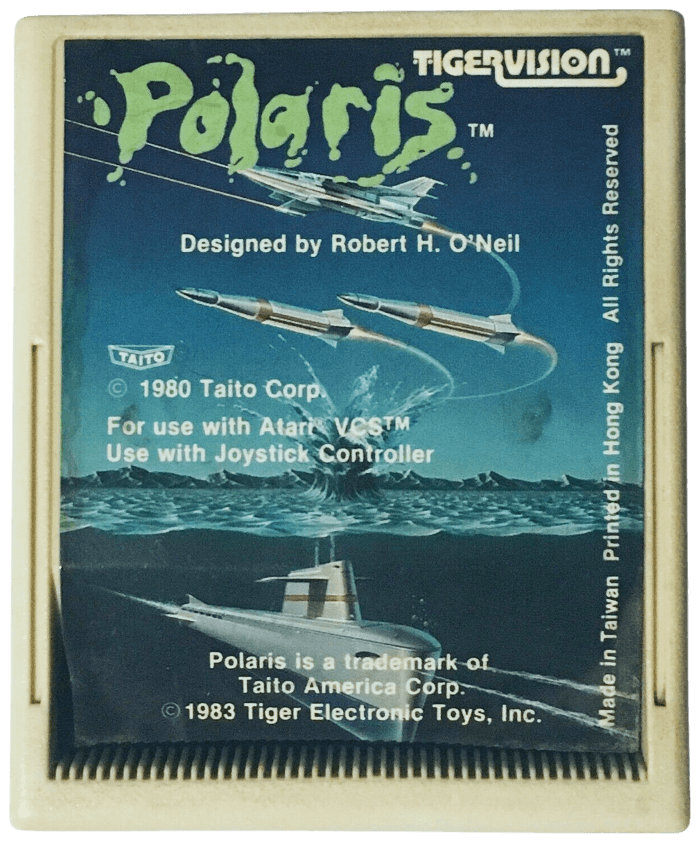 TIGERVISION™
Polaris™
Designed by Robert H. O'Neil
TAITO
© 1980 Taito Corp.
For use with Atari® VCS™
Use with Joystick Controller
Polaris is a trademark of
Taito America Corp.
© 1983 Tiger Electronic Toys, Inc.
Made in Taiwan Printed in Hong Kong All Rights Reserved